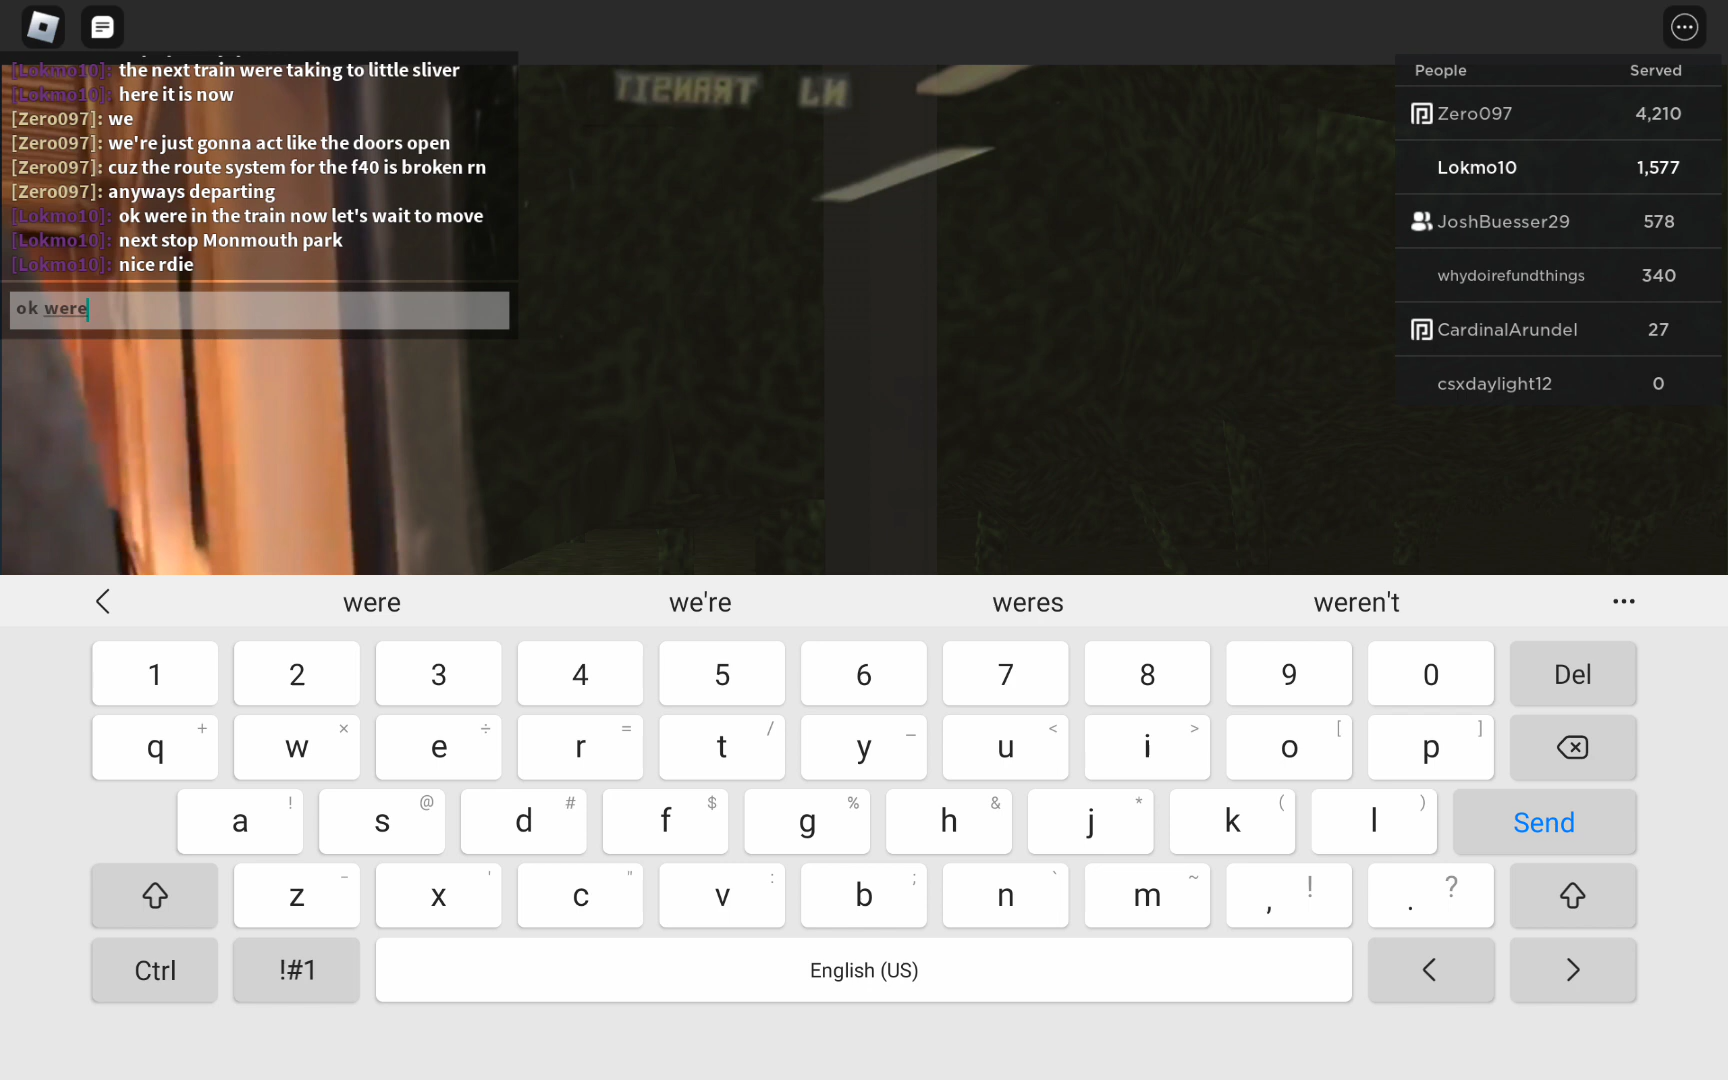 [Lokmo10]: the next train were taking to little sliver
[Lokmo10]: here it is now
[Zero097]: we
[Zero097]: we're just gonna act like the doors open
[Zero097]: cuz the route system for the f40 is broken rn
[Zero097]: anyways departing
[Lokmo10]: ok were in the train now let's wait to move
[Lokmo10]: next stop Monmouth park
[Lokmo10]: nice rdie
ok were
NJ TRANSIT
People Served
Zero097 4,210
Lokmo10 1,577
JoshBuesser29 578
whydoirefundthings 340
CardinalArundel 27
csxdaylight12 0
were we're weres weren't ...
1 2 3 4 5 6 7 8 9 0 Del
q + w × e ÷ r = t / y _ u < i > o [ p ]
a ! s @ d # f $ g % h & j * k ( l ) Send
z - x ' c " v : b ; n ` m ~ , ! . ?
Ctrl !#1 English (US) < >